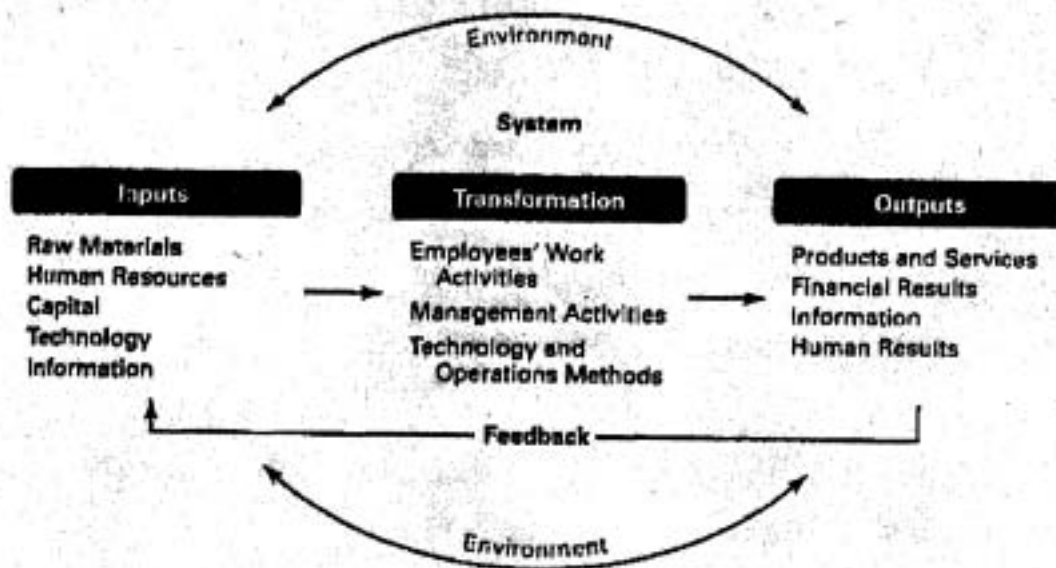 Environment
System
Inputs
Raw Materials
Human Resources
Capital
Technology
Information
Transformation
Employees' Work
Activities
Management Activities
Technology and
Operations Methods
Outputs
Products and Services
Financial Results
Information
Human Results
Feedback
Environment